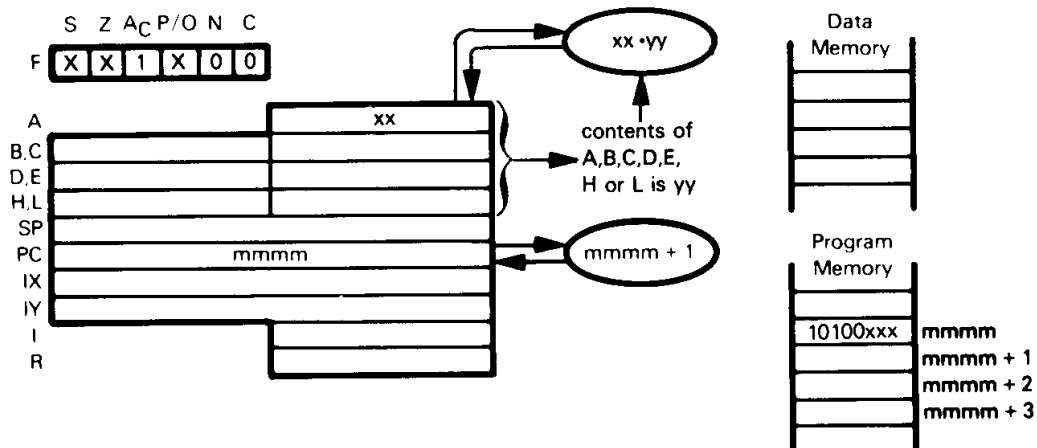 S Z AC P/O N C
F X X 1 X 0 0
xx •yy
Data
Memory
A xx
B,C
D,E
H,L
contents of
A,B,C,D,E,
H or L is yy
SP
PC mmmm
mmmm + 1
IX
IY
I
R
Program
Memory
10100xxx mmmm
mmmm + 1
mmmm + 2
mmmm + 3